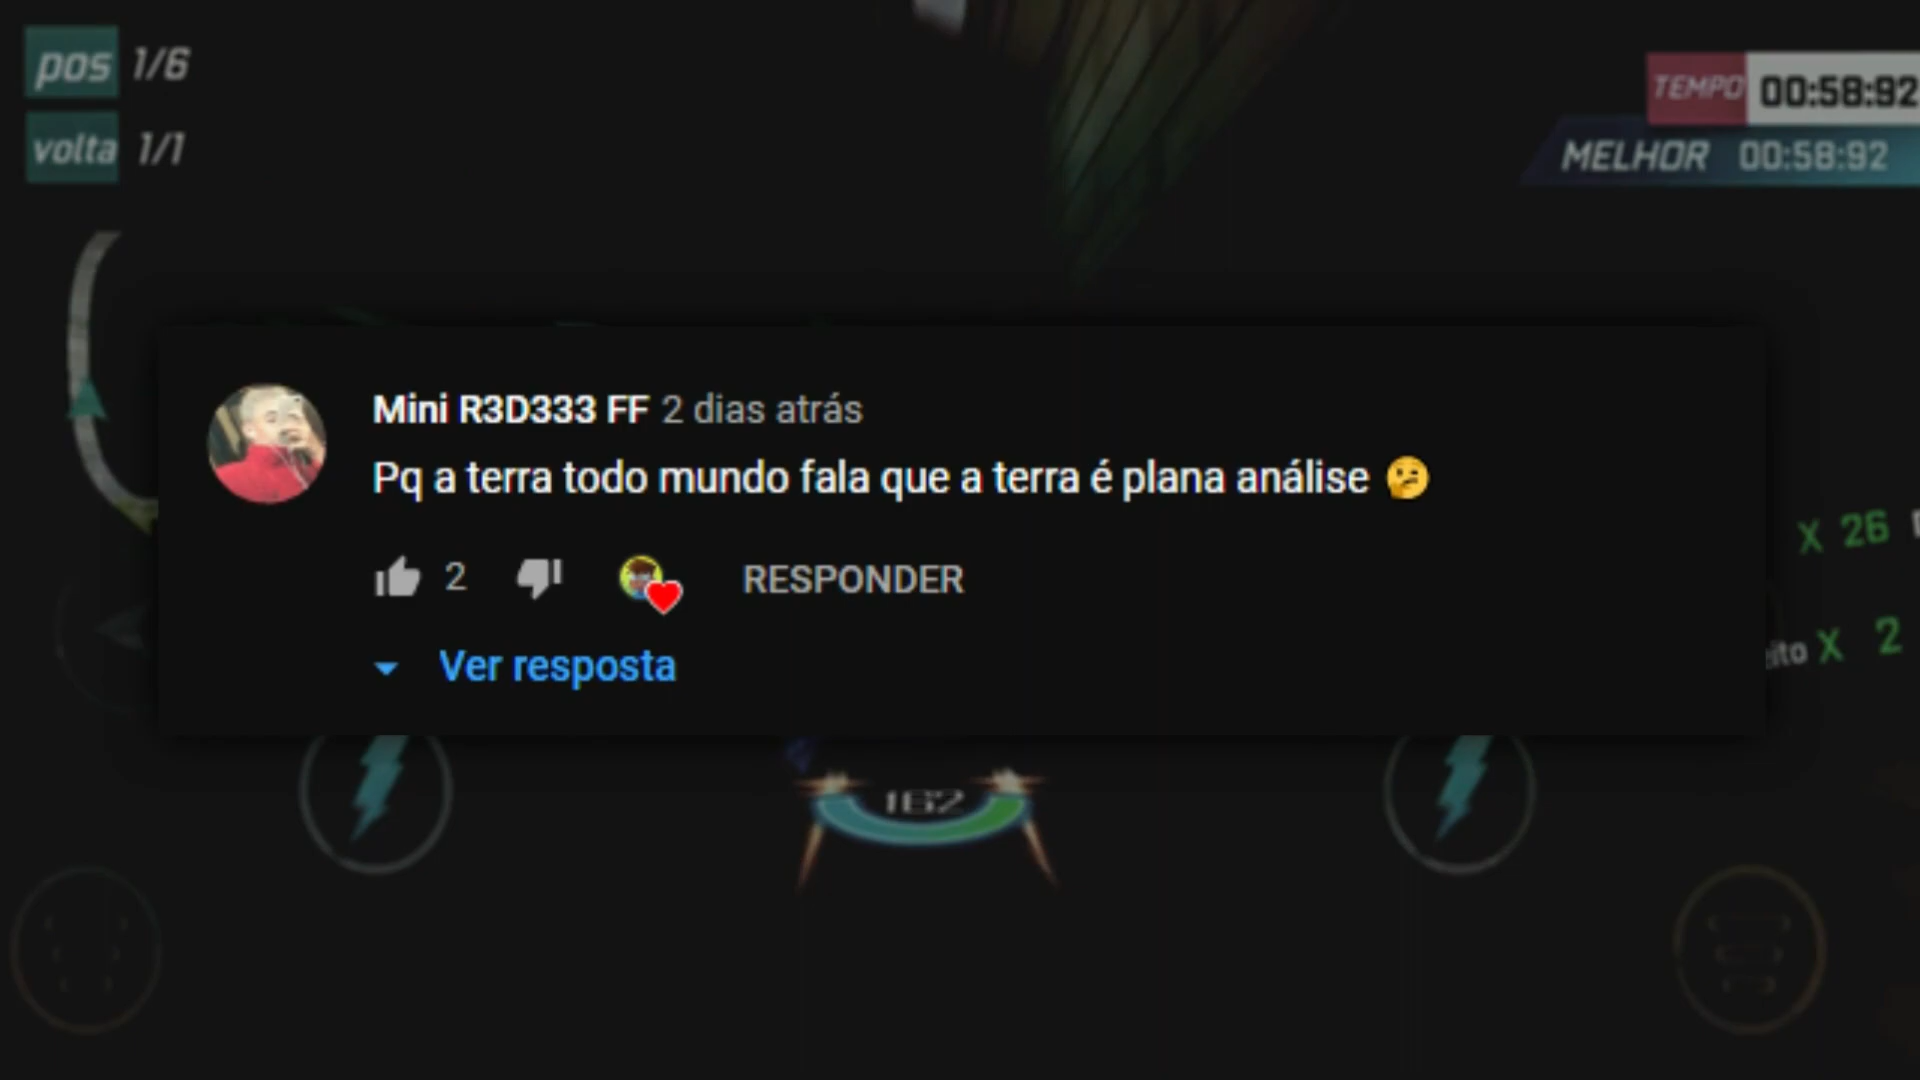 pos 1/6
TEMPO 00:58:92
volta 1/1
MELHOR 00:58:92
Mini R3D333 FF 2 dias atrás
Pq a terra todo mundo fala que a terra é plana análise 🤔
X 26
2
RESPONDER
X 2
Ver resposta
162